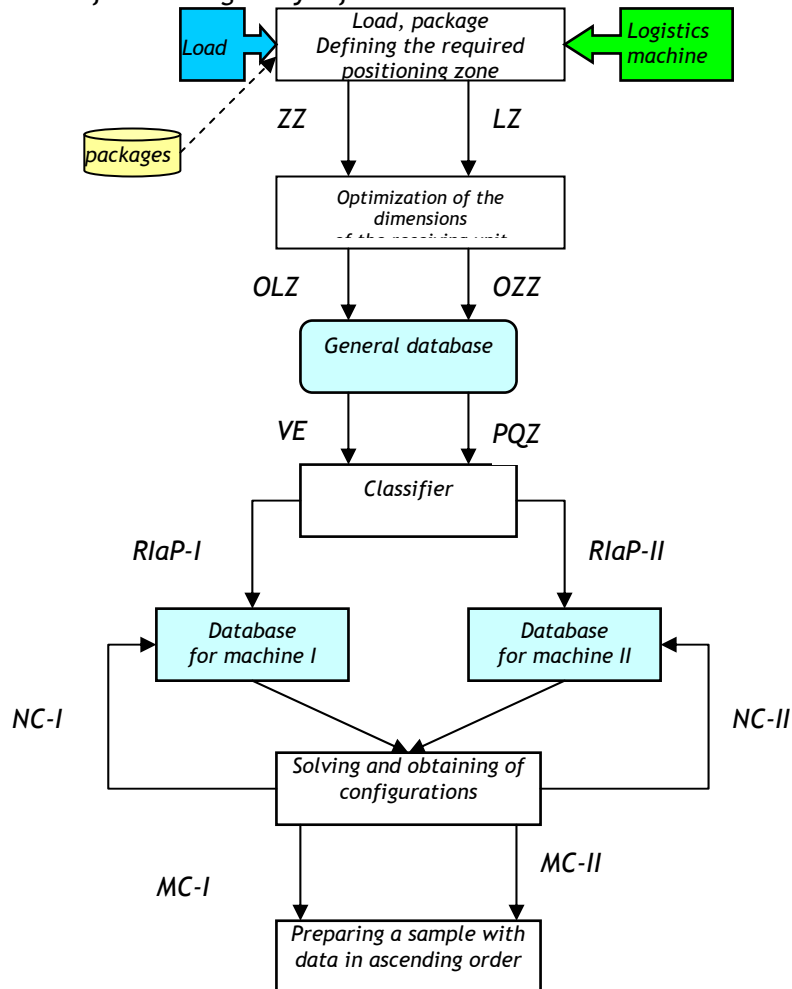 Load, package
Defining the required
positioning zone
Load
Logistics
machine
packages
ZZ
LZ
Optimization of the
dimensions
OLZ
OZZ
General database
VE
PQZ
Classifier
RIaP-I
RIaP-II
Database
for machine I
Database
for machine II
NC-I
NC-II
Solving and obtaining of
configurations
MC-I
MC-II
Preparing a sample with
data in ascending order